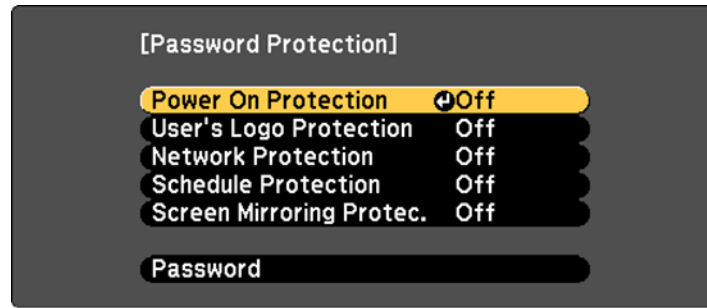 [Password Protection]
Power On Protection Off
User's Logo Protection Off
Network Protection Off
Schedule Protection Off
Screen Mirroring Protec. Off
Password